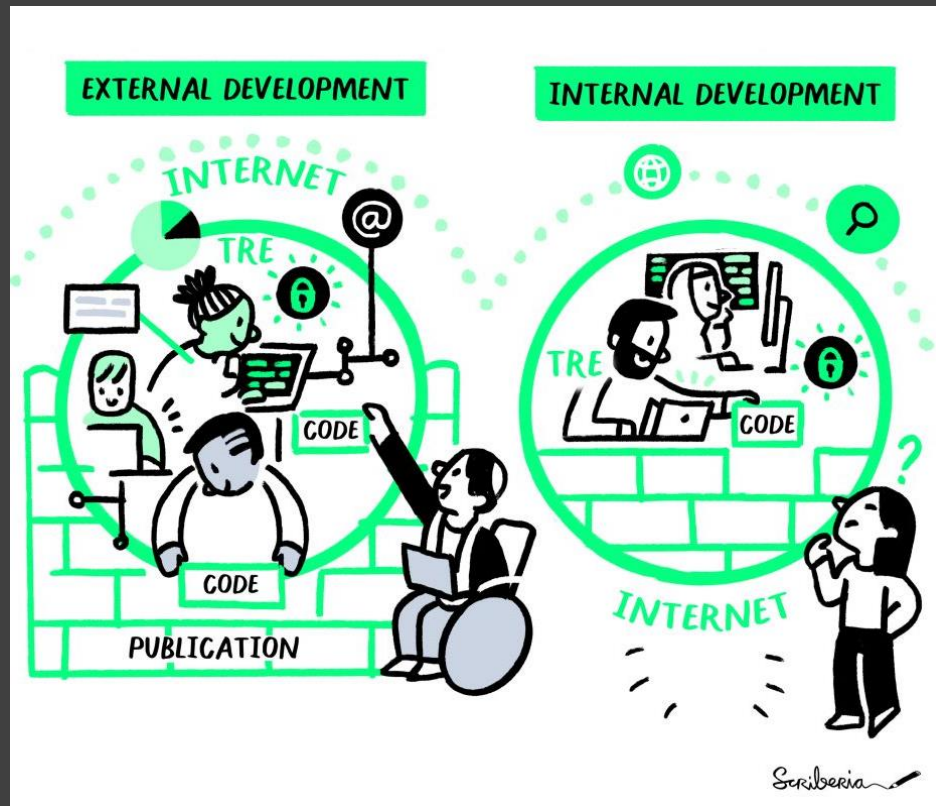 EXTERNAL DEVELOPMENT
INTERNET
@
TRE
CODE
CODE
PUBLICATION
INTERNAL DEVELOPMENT
TRE
CODE
?
INTERNET
Scriberia